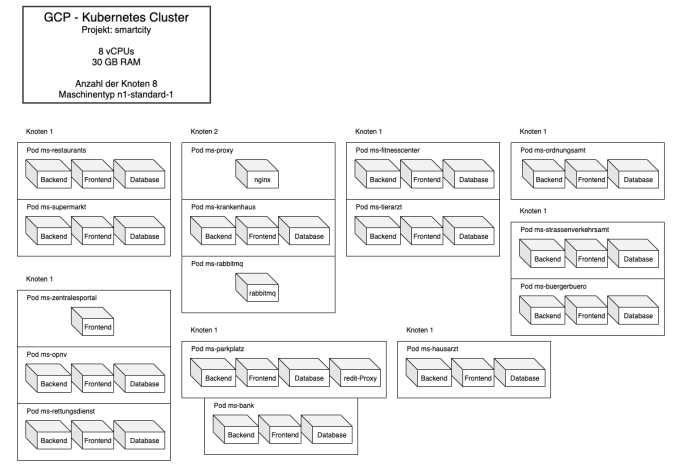 GCP - Kubernetes Cluster
Projekt: smartcity
8 vCPUs
30 GB RAM
Anzahl der Knoten 8
Maschinentyp n1-standard-1
Knoten 1
Pod ms-restaurants
Backend Frontend Database
Pod ms-supermarkt
Backend Frontend Database
Knoten 2
Pod ms-proxy
nginx
Pod ms-krankenhaus
Backend Frontend Database
Pod ms-rabbitmq
rabbitmq
Knoten 1
Pod ms-fitnesscenter
Backend Frontend Database
Pod ms-tierarzt
Backend Frontend Database
Knoten 1
Pod ms-ordnungsamt
Backend Frontend Database
Knoten 1
Pod ms-strassenverkehrsamt
Backend Frontend Database
Pod ms-buergerbuero
Backend Frontend Database
Knoten 1
Pod ms-zentralesportal
Frontend
Pod ms-opnv
Backend Frontend Database
Pod ms-rettungsdienst
Backend Frontend Database
Knoten 1
Pod ms-parkplatz
Backend Frontend Database redit-Proxy
Pod ms-bank
Backend Frontend Database
Knoten 1
Pod ms-hausarzt
Backend Frontend Database